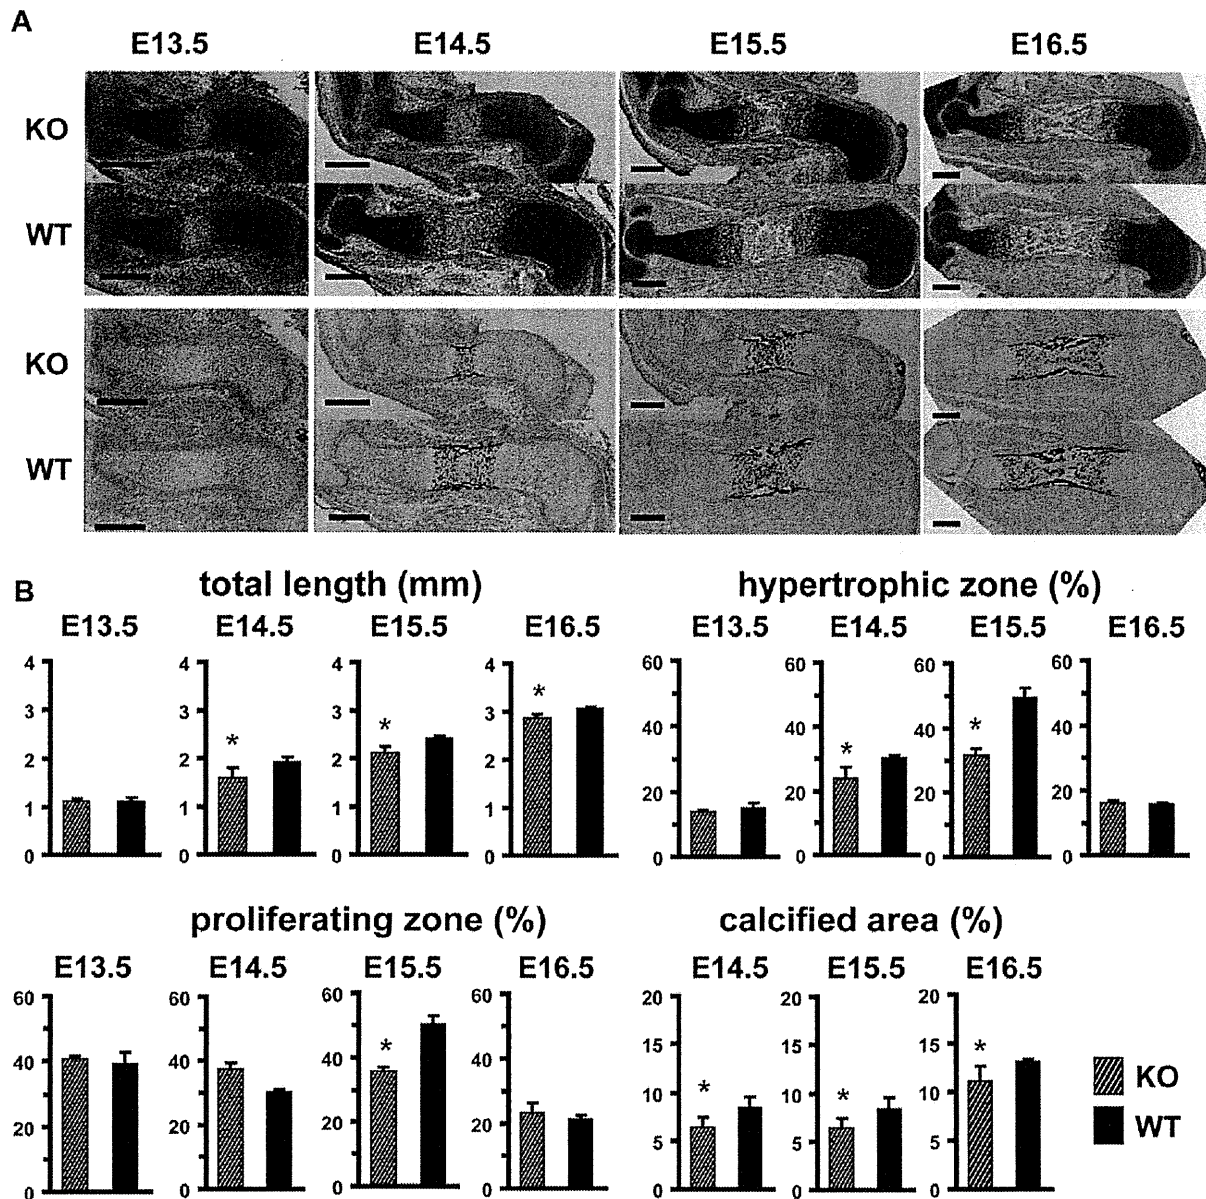 A
E13.5 E14.5 E15.5 E16.5
KO
WT
KO
WT
B
total length (mm) hypertrophic zone (%)
E13.5 E14.5 E15.5 E16.5 E13.5 E14.5 E15.5 E16.5
4 4 4 4 60 60 60 60
3 3 3 3 40 40 40 40
2 2 2 2 20 20 20 20
1 1 1 1 0 0 0 0
0 0 0 0
* * * * *
proliferating zone (%) calcified area (%)
E13.5 E14.5 E15.5 E16.5 E14.5 E15.5 E16.5
60 60 60 60 20 20 20
40 40 40 40 15 15 15
20 20 20 20 10 10 10
0 0 0 0 5 5 5
0 0 0
* * * *
KO
WT